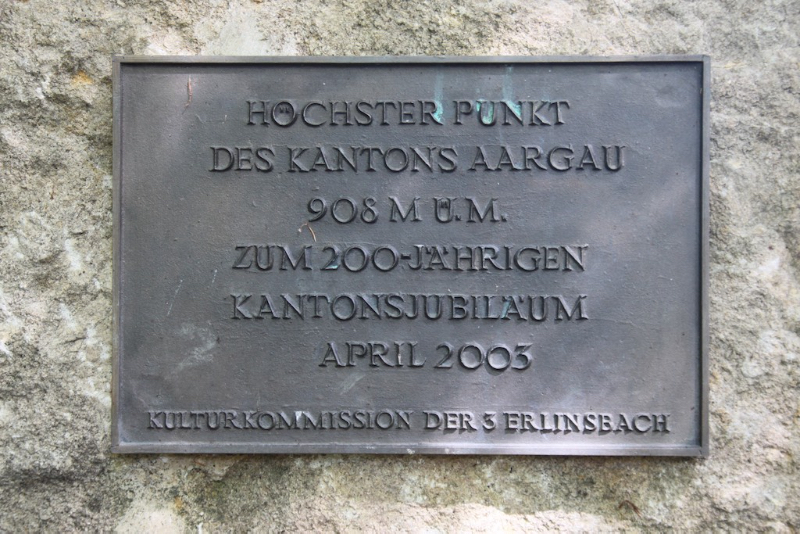 HÖCHSTER PUNKT
DES KANTONS AARGAU
908 M Ü.M.
ZUM 200-JÄHRIGEN
KANTONSJUBILÄUM
APRIL 2003
KULTURKOMMISSION DER 3 ERLINSBACH